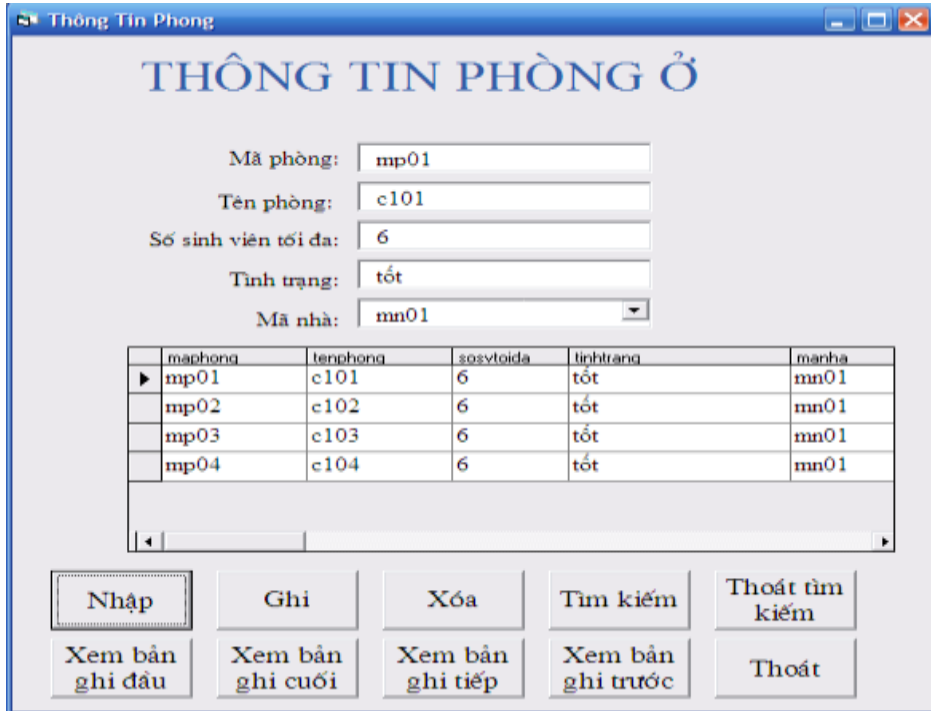 Thông Tin Phong
THÔNG TIN PHÒNG Ở
Mã phòng: mp01
Tên phòng: c101
Số sinh viên tối đa: 6
Tình trạng: tốt
Mã nhà: mn01
maphong tenphong sosvtoida tinhtrang manha
mp01 c101 6 tốt mn01
mp02 c102 6 tốt mn01
mp03 c103 6 tốt mn01
mp04 c104 6 tốt mn01
Nhập Ghi Xóa Tìm kiếm Thoát tìm
kiếm
Xem bản Xem bản Xem bản Xem bản Thoát
ghi đầu ghi cuối ghi tiếp ghi trước